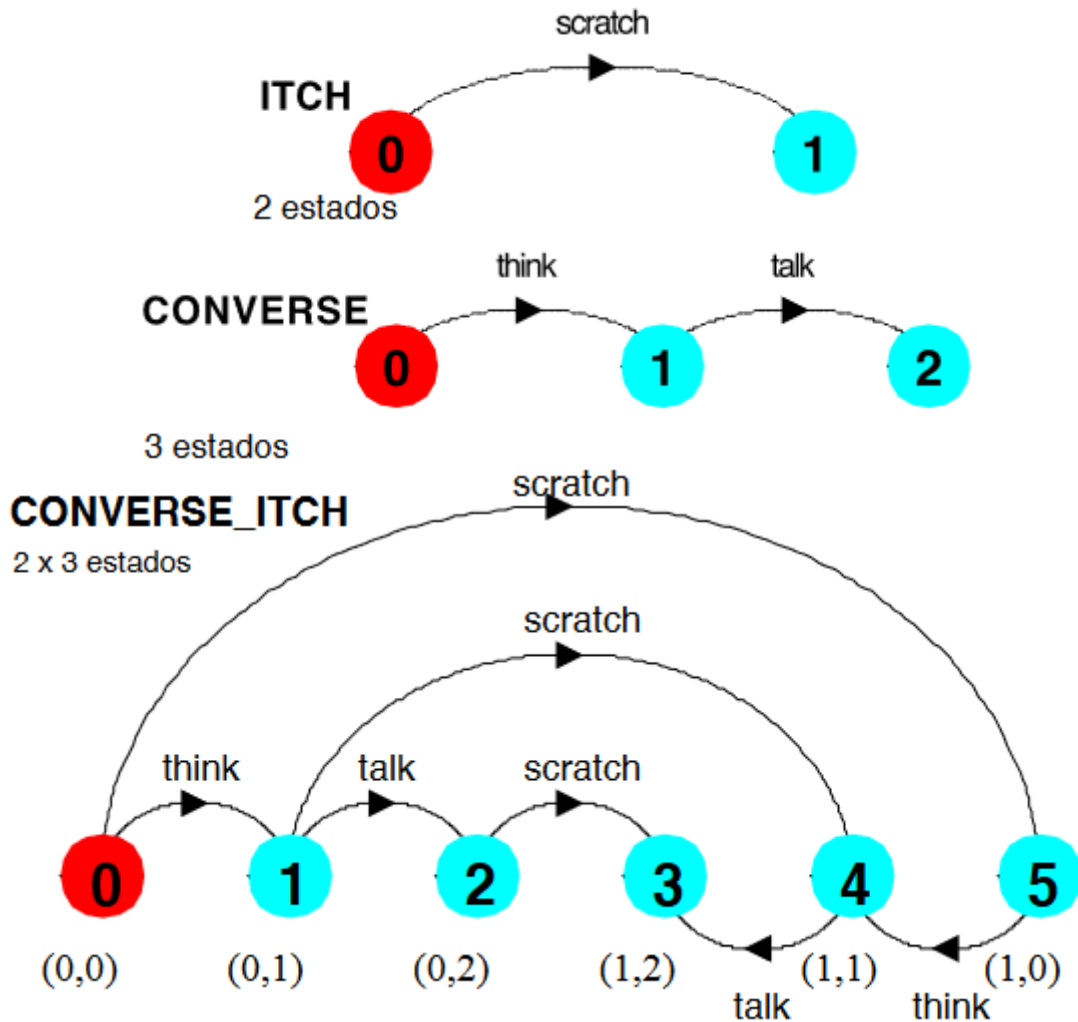 scratch
ITCH
0 1
2 estados
think talk
CONVERSE
0 1 2
3 estados
scratch
CONVERSE_ITCH
2 x 3 estados
scratch
think talk scratch
0 1 2 3 4 5
(0,0) (0,1) (0,2) (1,2) (1,1) (1,0)
talk think